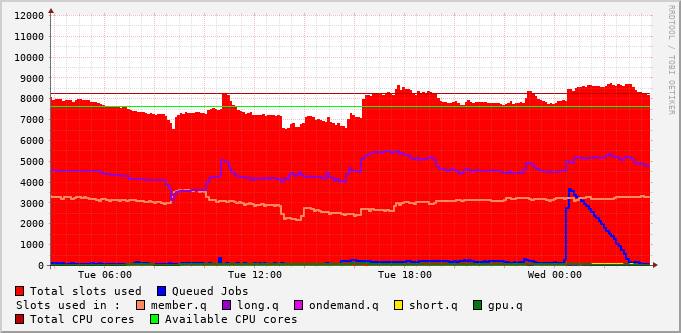 12000
11000
10000
9000
8000
7000
6000
5000
4000
3000
2000
1000
0
Tue 06:00 Tue 12:00 Tue 18:00 Wed 00:00
RRDTOOL / TOBI OETIKER
Total slots used Queued Jobs
Slots used in : member.q long.q ondemand.q short.q gpu.q
Total CPU cores Available CPU cores